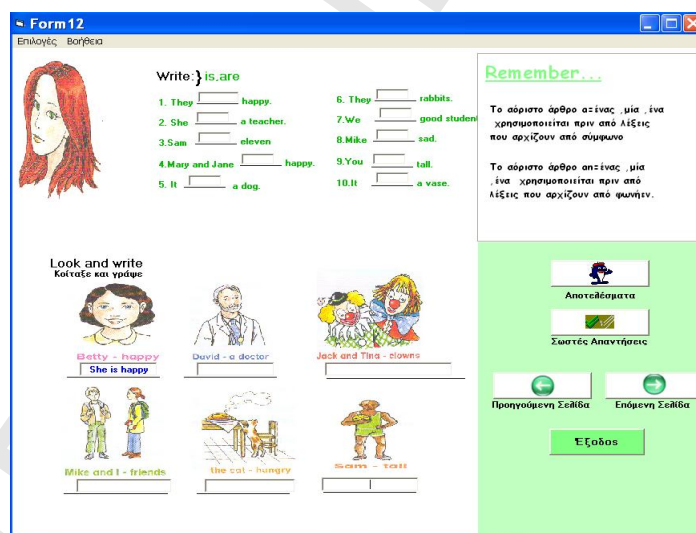 Form12
Επιλογές Βοήθεια
Write:} is,are
1. They happy.
2. She a teacher.
3.Sam eleven
4.Mary and Jane happy.
5. It a dog.
6. They rabbits.
7.We good student
8.Mike sad.
9.You tall.
10.It a vase.
Remember...
Το αόριστο άρθρο a=ένας ,μία ,ένα
χρησιμοποιείται πριν από λέξεις
που αρχίζουν από σύμφωνο
Το αόριστο άρθρο an=ένας ,μία
,ένα χρησιμοποιείται πριν από
λέξεις που αρχίζουν από φωνήεν.
Look and write
Κοίταξε και γράψε
Betty - happy
She is happy
David - a doctor
Jack and Tina - clowns
Mike and I - friends
the cat - hungry
Sam - tall
Αποτελέσματα
Σωστές Απαντήσεις
Προηγούμενη Σελίδα
Επόμενη Σελίδα
Έξοδος